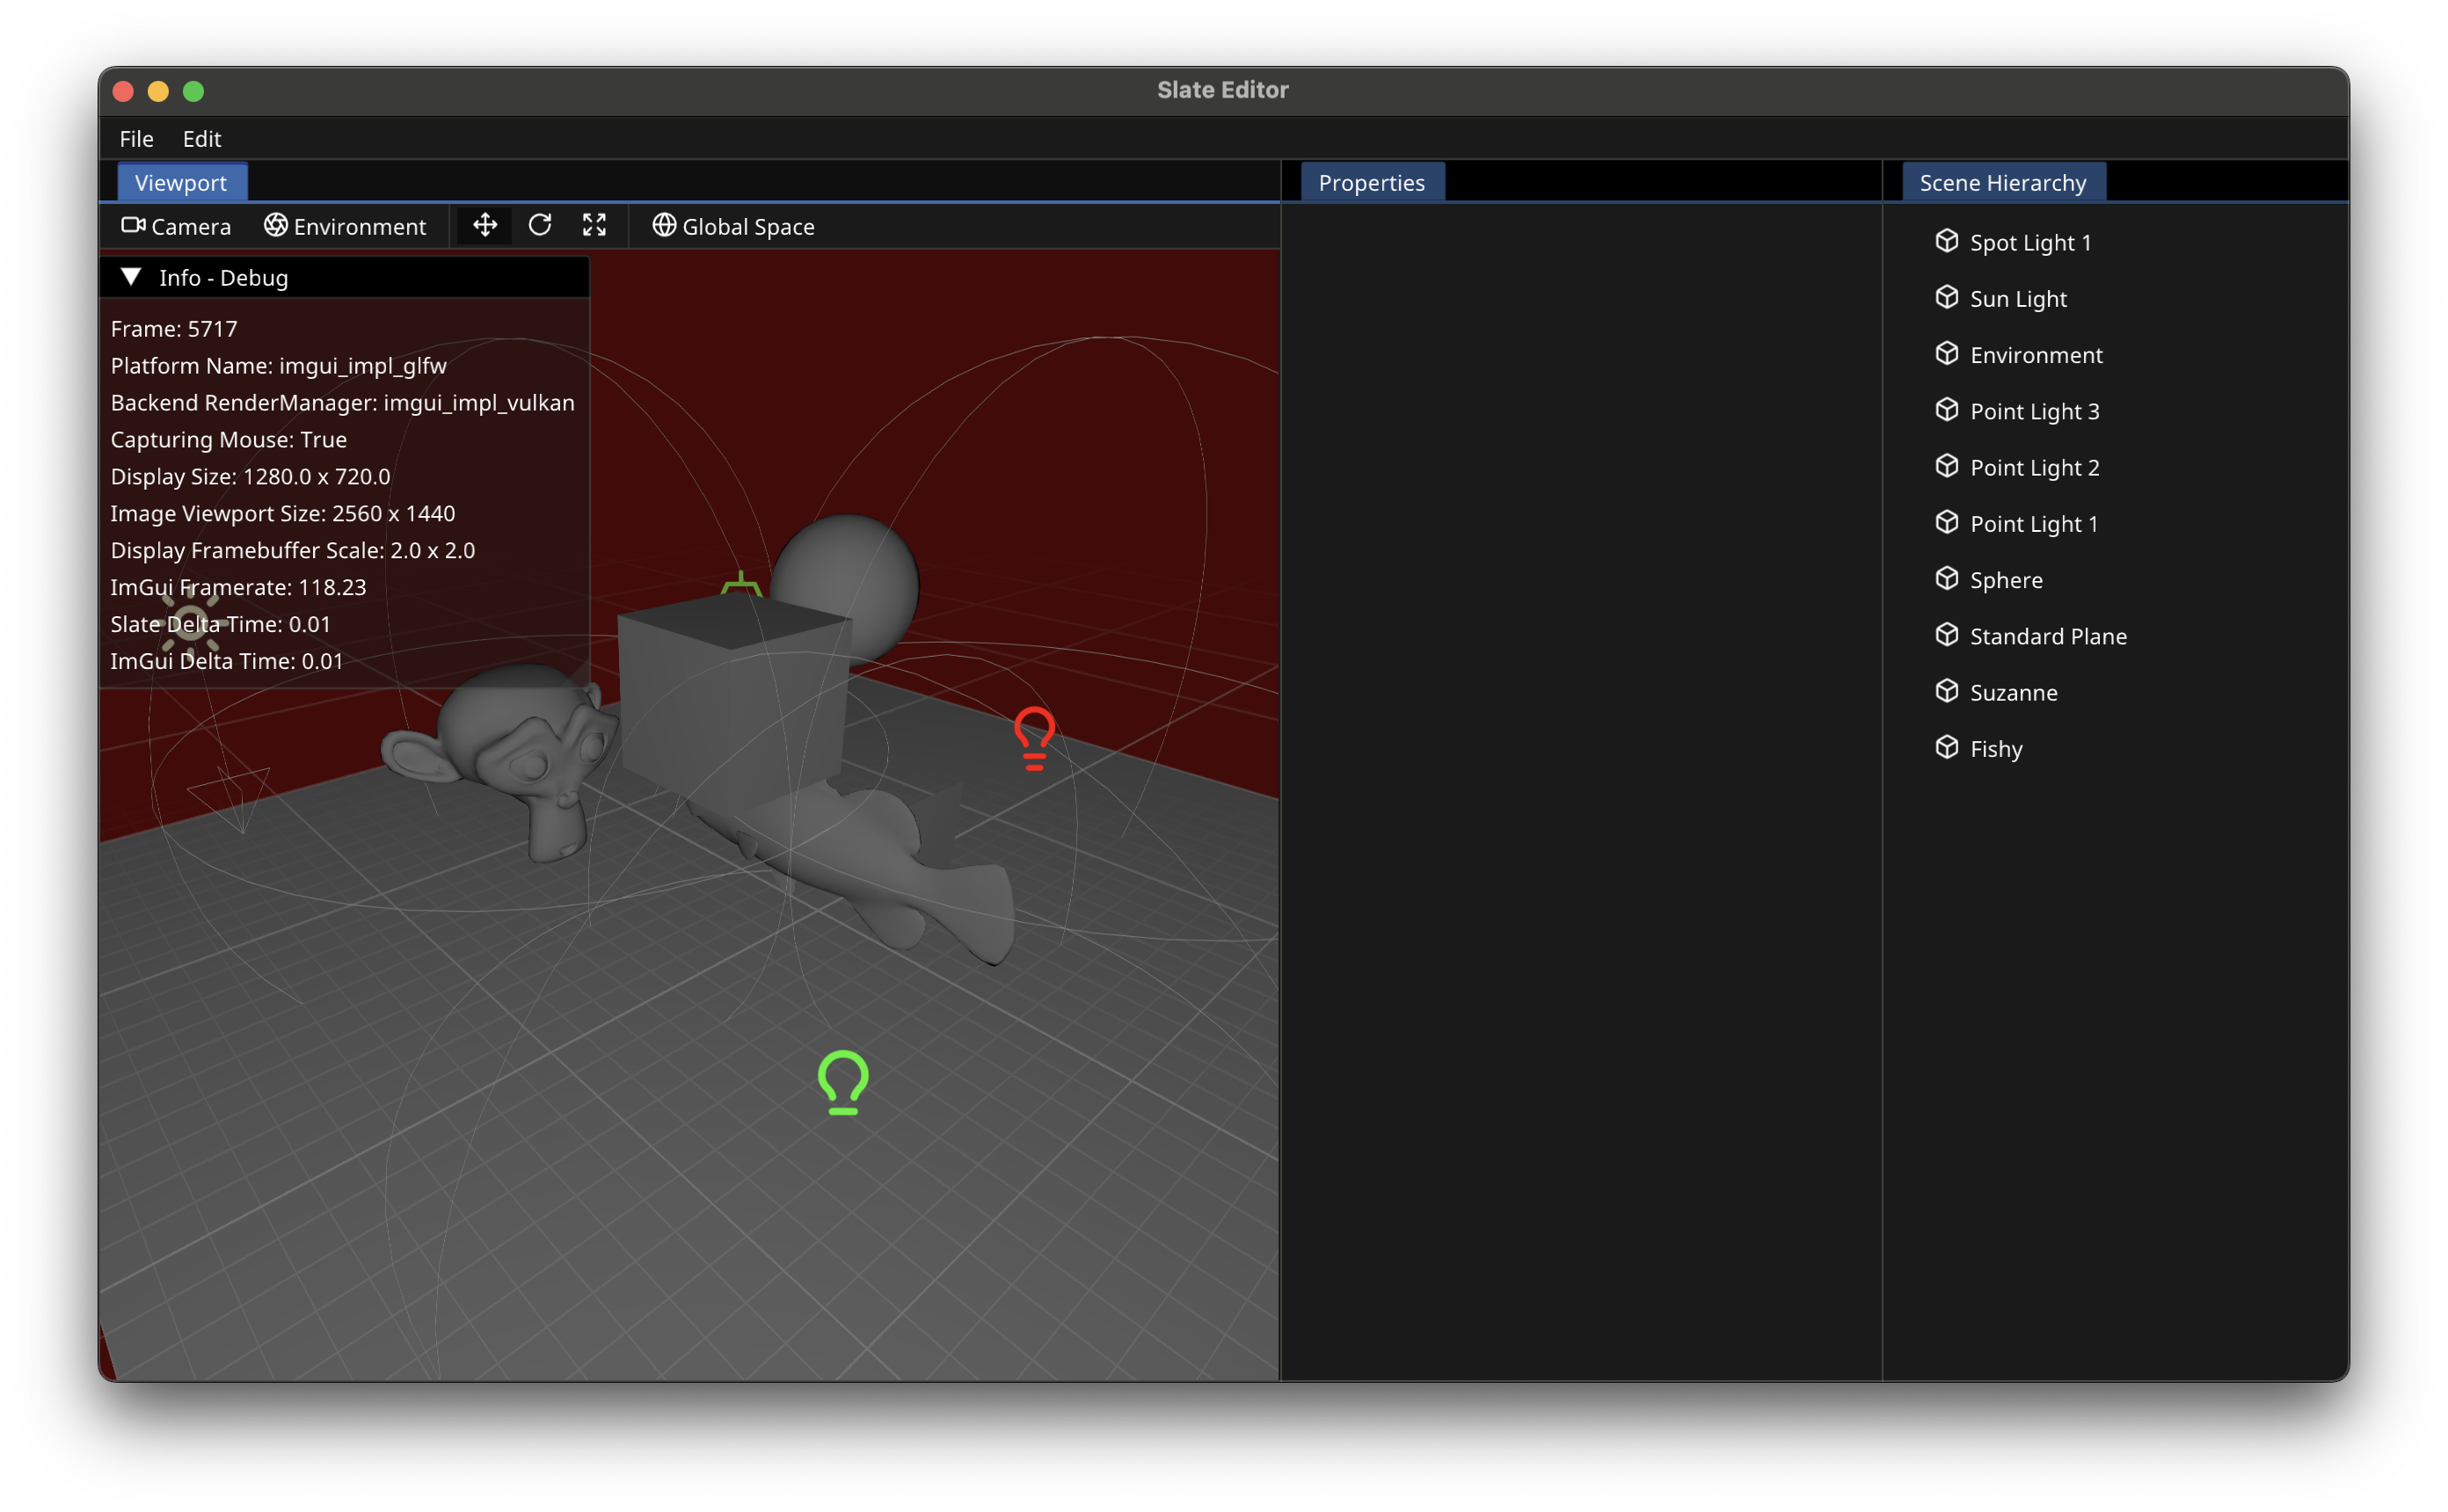 Slate Editor
File Edit
Viewport
Properties
Scene Hierarchy
Camera Environment Global Space
Info - Debug
Frame: 5717
Platform Name: imgui_impl_glfw
Backend RenderManager: imgui_impl_vulkan
Capturing Mouse: True
Display Size: 1280.0 x 720.0
Image Viewport Size: 2560 x 1440
Display Framebuffer Scale: 2.0 x 2.0
ImGui Framerate: 118.23
Slate Delta Time: 0.01
ImGui Delta Time: 0.01
Spot Light 1
Sun Light
Environment
Point Light 3
Point Light 2
Point Light 1
Sphere
Standard Plane
Suzanne
Fishy